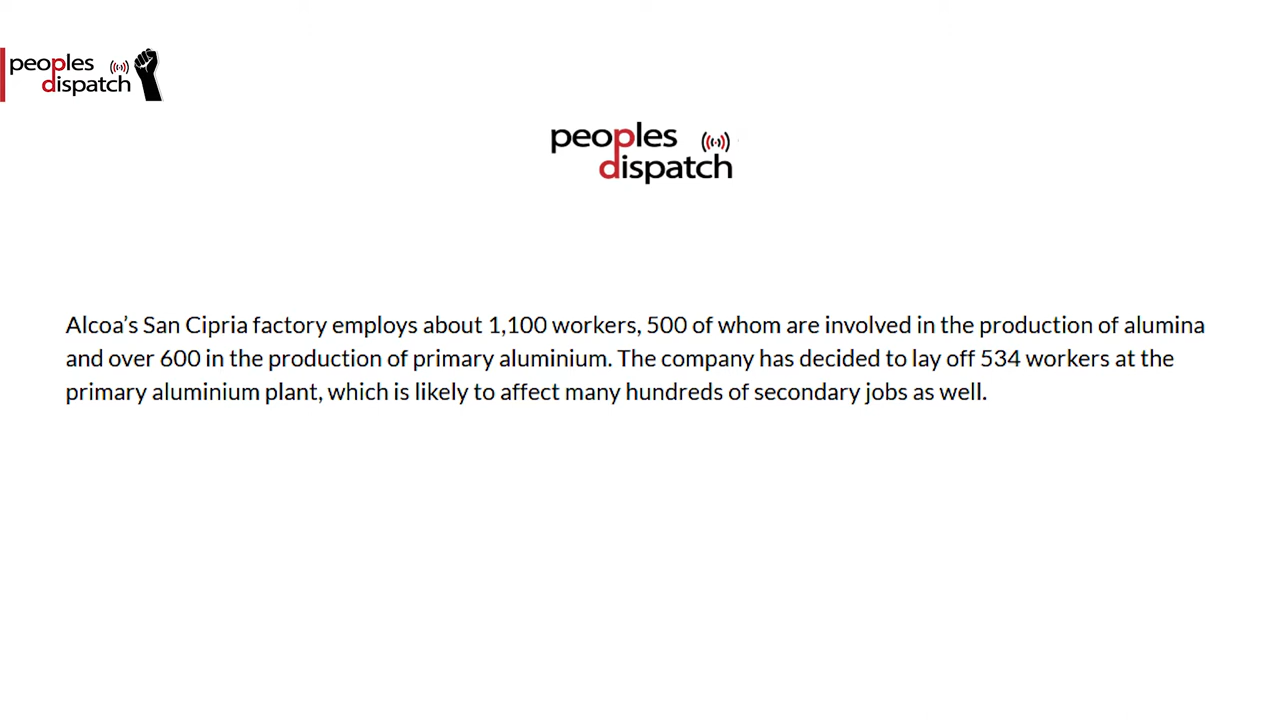 peoples
dispatch
peoples
dispatch
Alcoa’s San Cipria factory employs about 1,100 workers, 500 of whom are involved in the production of alumina
and over 600 in the production of primary aluminium. The company has decided to lay off 534 workers at the
primary aluminium plant, which is likely to affect many hundreds of secondary jobs as well.